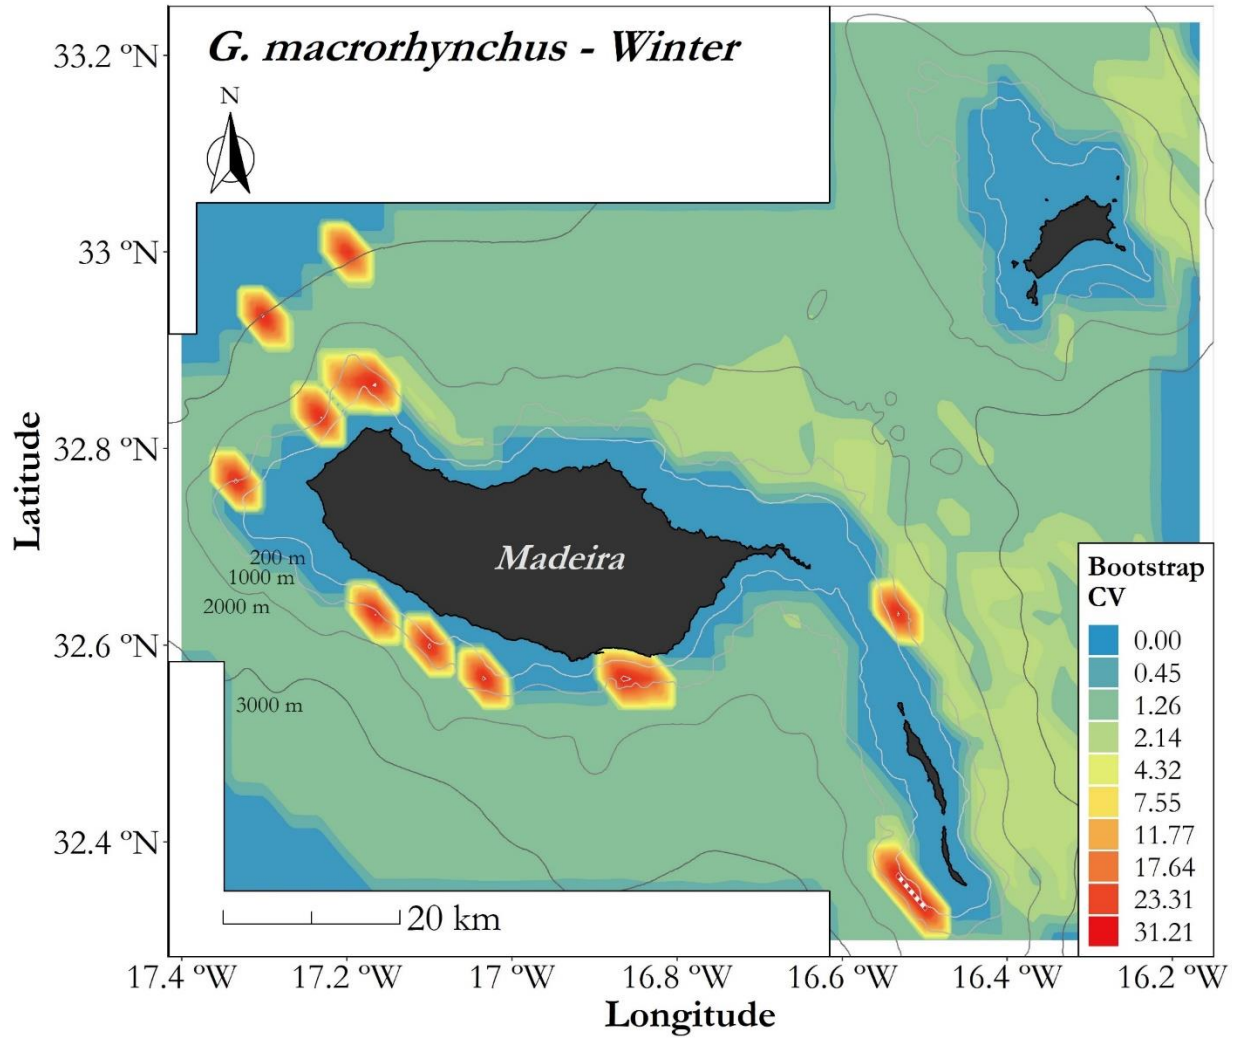 G. macrorhynchus - Winter
N
33.2 ºN
33 ºN
32.8 ºN
32.6 ºN
32.4 ºN
Latitude
Madeira
200 m
1000 m
2000 m
3000 m
Bootstrap
CV
0.00
0.45
1.26
2.14
4.32
7.55
11.77
17.64
23.31
31.21
20 km
17.4 ºW
17.2 ºW
17 ºW
16.8 ºW
16.6 ºW
16.4 ºW
16.2 ºW
Longitude